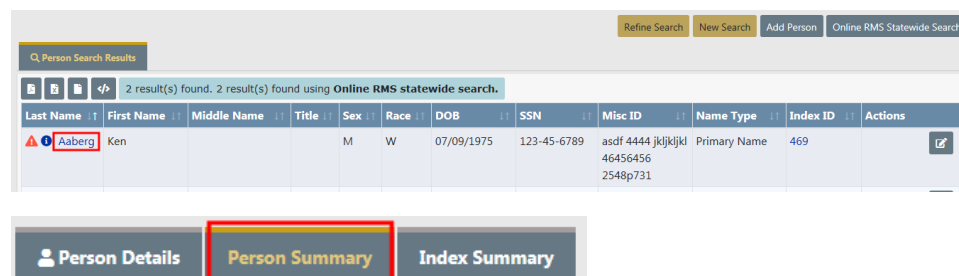 Refine Search New Search Add Person Online RMS Statewide Search
Person Search Results
2 result(s) found. 2 result(s) found using Online RMS statewide search.
Last Name First Name Middle Name Title Sex Race DOB SSN Misc ID Name Type Index ID Actions
Aaberg Ken M W 07/09/1975 123-45-6789 asdf 4444 jkljkljkl Primary Name 469
46456456
2548p731
Person Details Person Summary Index Summary